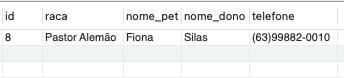 id raca nome_pet nome_dono telefone
8 Pastor Alemão Fiona Silas (63)99882-0010